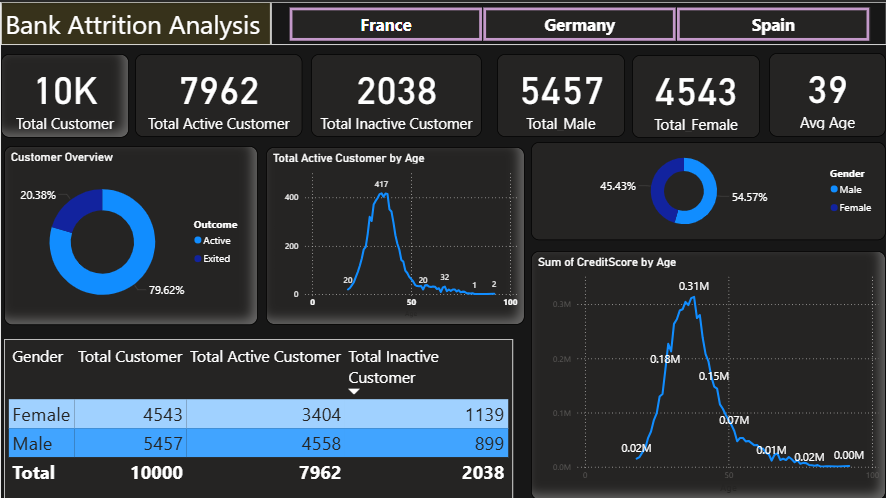 Bank Attrition Analysis
France
Germany
Spain
10K
Total Customer
7962
Total Active Customer
2038
Total Inactive Customer
5457
Total_Male
4543
Total_Female
39
Avg Age
Customer Overview
20.38%
79.62%
Outcome
Active
Exited
Total Active Customer by Age
400
200
0
417
20
20
32
1
2
0
50
100
45.43%
54.57%
Gender
Male
Female
Sum of CreditScore by Age
0.3M
0.2M
0.1M
0.0M
0.31M
0.18M
0.15M
0.07M
0.02M
0.01M
0.02M
0.00M
0
50
100
Gender Total Customer Total Active Customer Total Inactive
Customer
Female 4543 3404 1139
Male 5457 4558 899
Total 10000 7962 2038